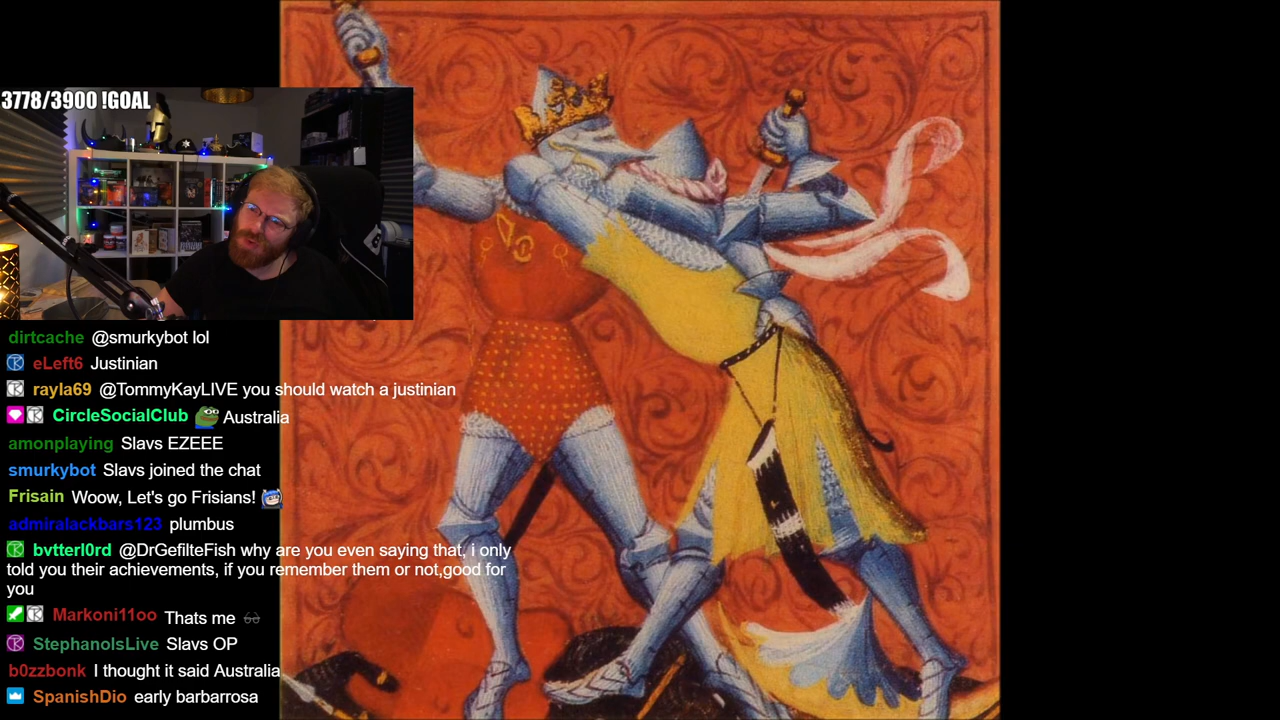 3778/3900 !GOAL
dirtcache @smurkybot lol
eLeft6 Justinian
rayla69 @TommyKayLIVE you should watch a justinian
CircleSocialClub Australia
amonplaying Slavs EZEEE
smurkybot Slavs joined the chat
Frisain Woow, Let's go Frisians!
admiralackbars123 plumbus
bvtterl0rd @DrGefilteFish why are you even saying that, i only
told you their achievements, if you remember them or not,good for
you
Markoni11oo Thats me
StephanoIsLive Slavs OP
b0zzbonk I thought it said Australia
SpanishDio early barbarrosa